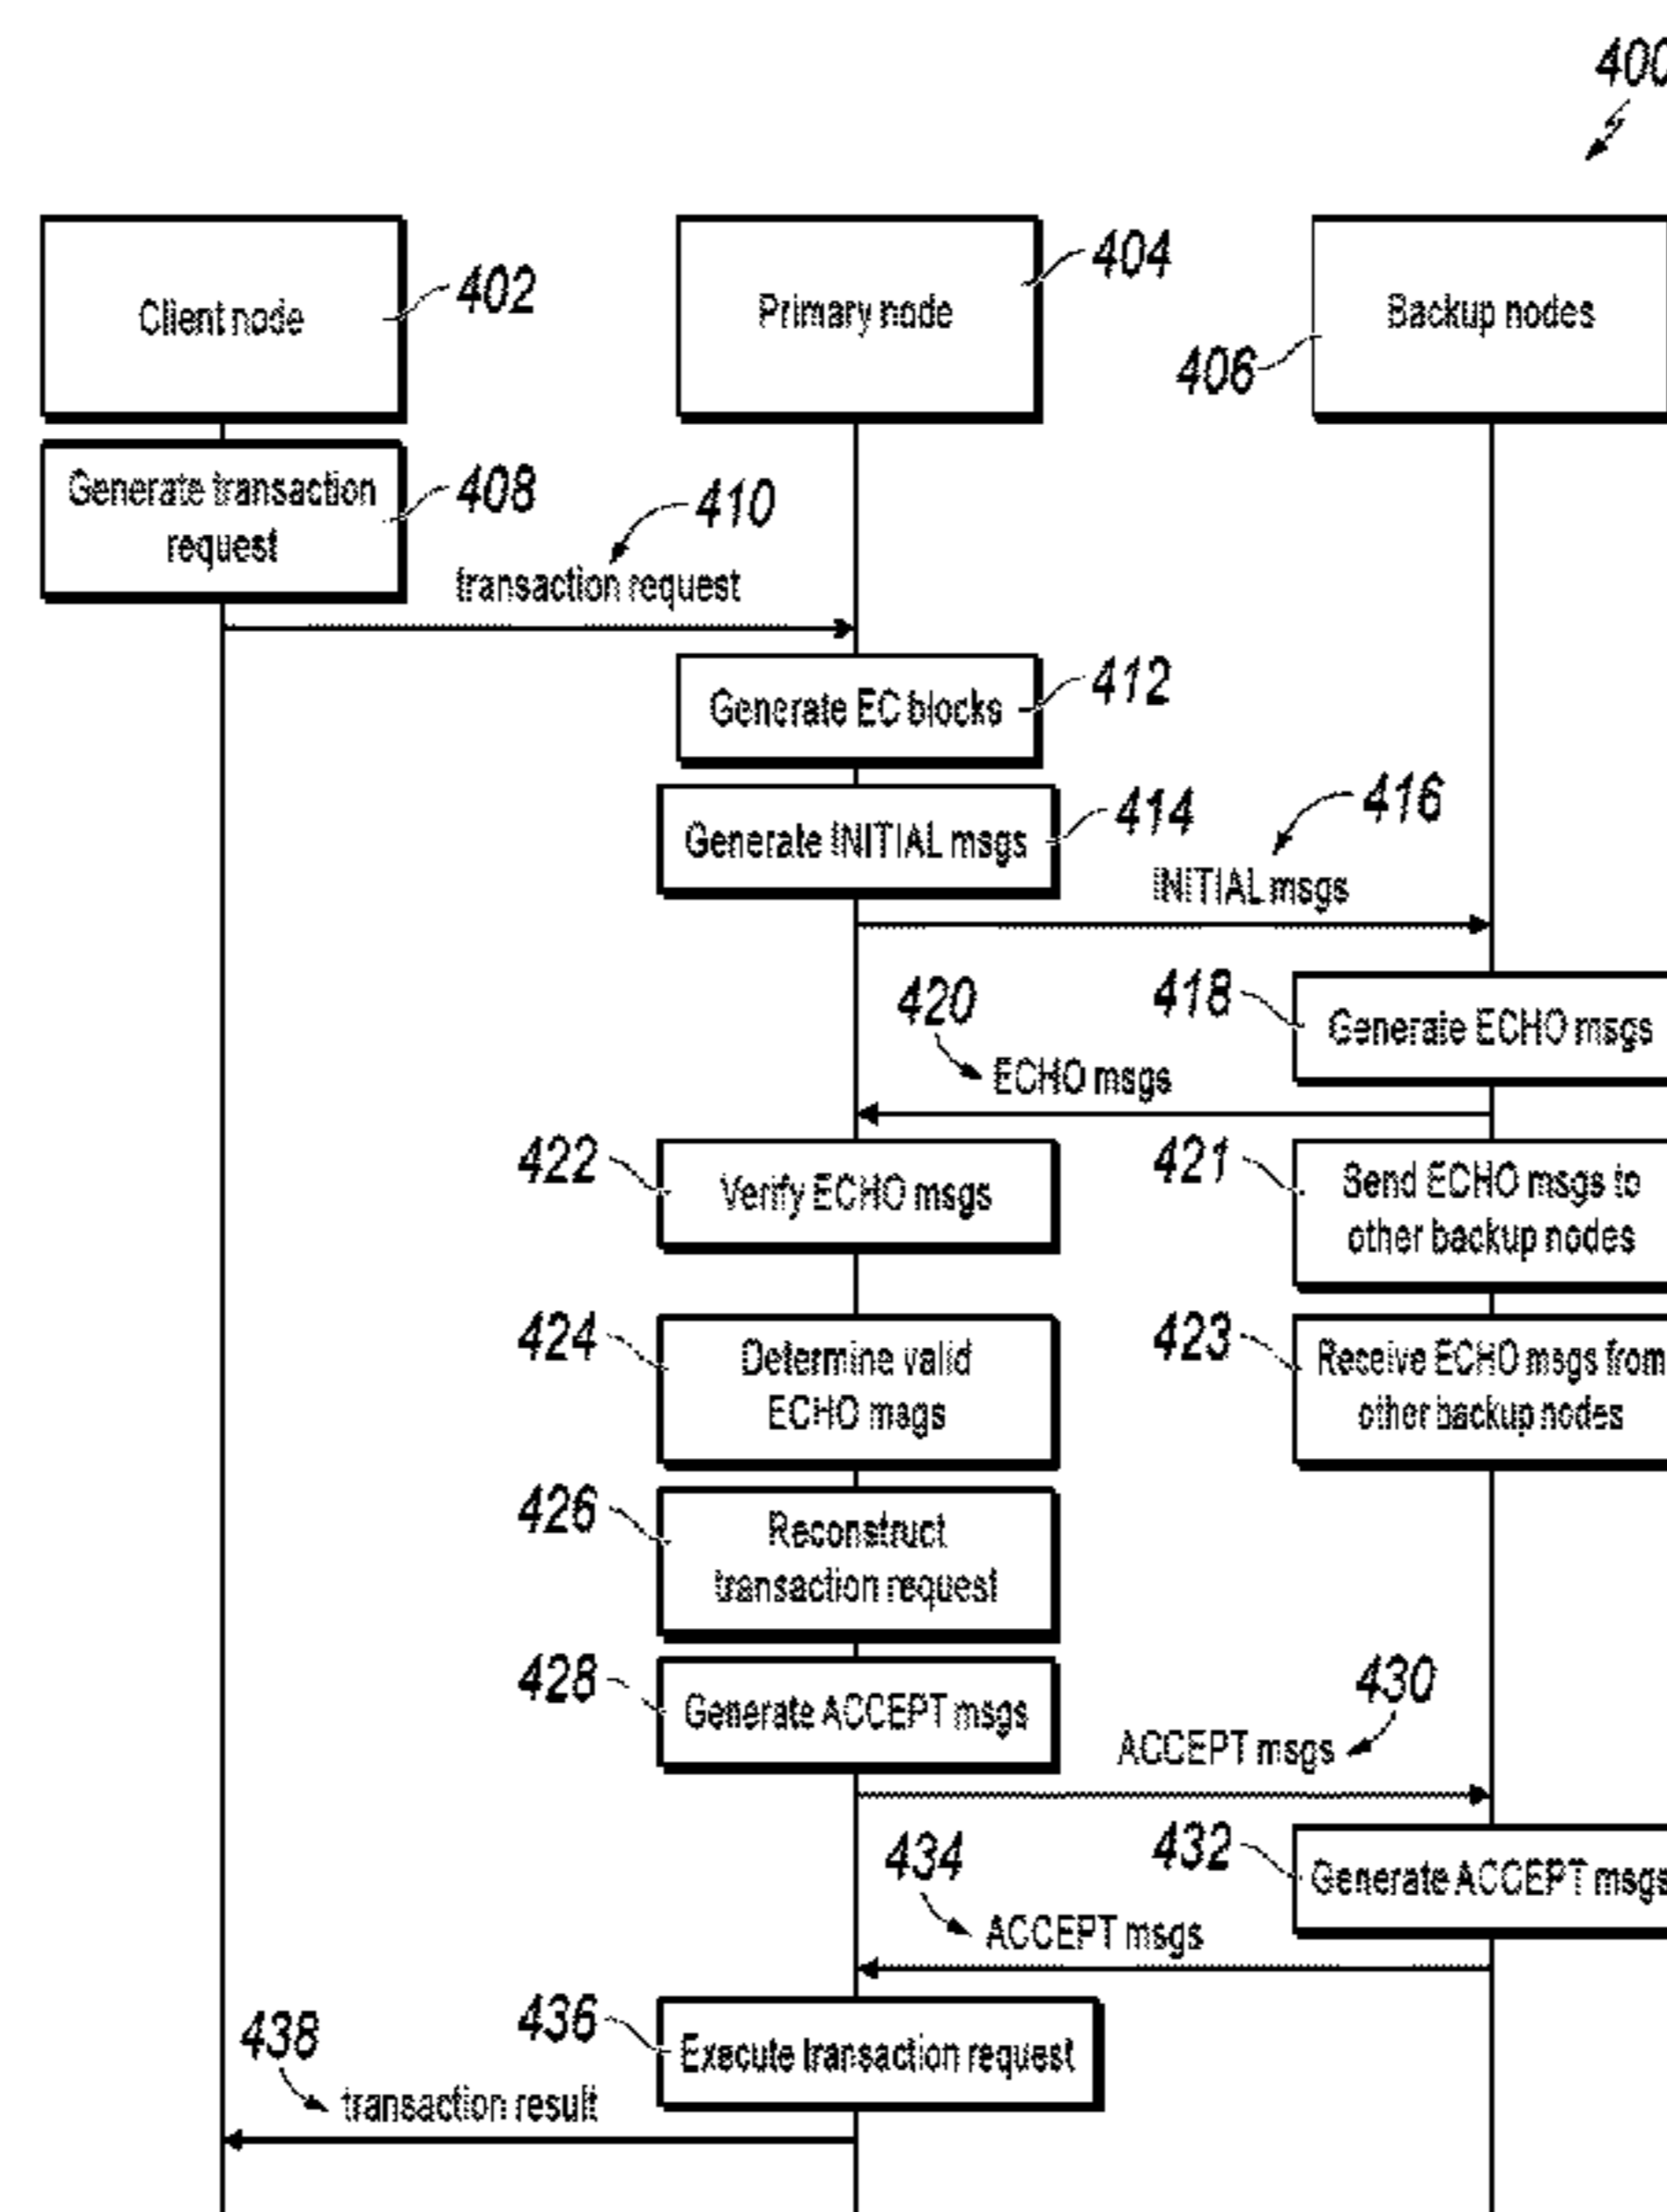 400
Client node
402
Primary node
404
Backup nodes
406
Generate transaction
request
408
410
transaction request
Generate EC blocks
412
Generate INITIAL msgs
414
416
INITIAL msgs
418
Generate ECHO msgs
420
ECHO msgs
422
Verify ECHO msgs
421
Send ECHO msgs to
other backup nodes
424
Determine valid
ECHO msgs
423
Receive ECHO msgs from
other backup nodes
426
Reconstruct
transaction request
428
Generate ACCEPT msgs
430
ACCEPT msgs
432
Generate ACCEPT msgs
434
ACCEPT msgs
436
Execute transaction request
438
transaction result